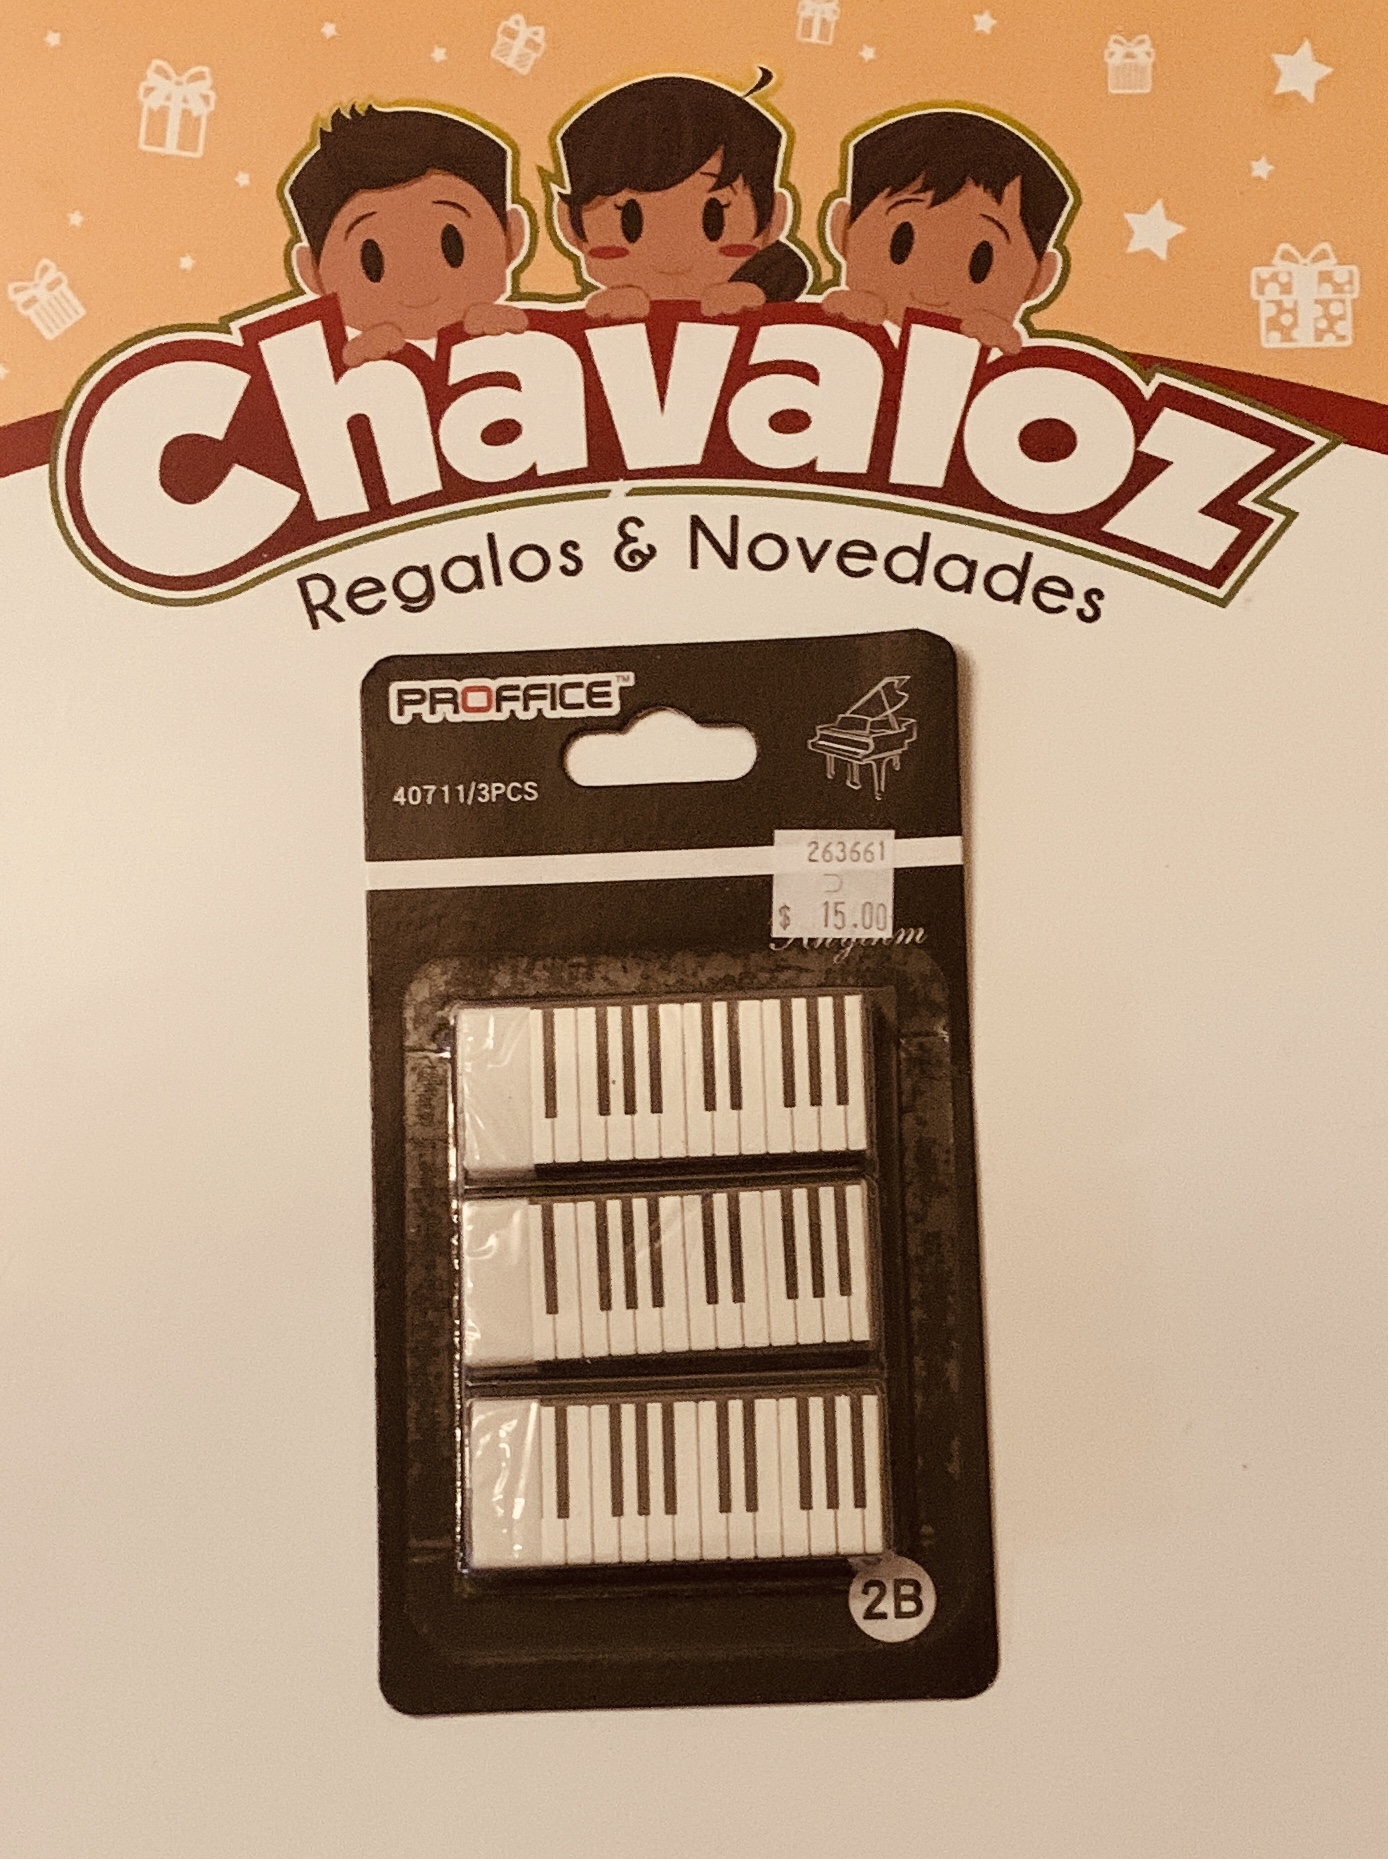 Chavaloz
Regalos & Novedades
PROFFICE™
40711/3PCS
263661
$ 15.00
2B